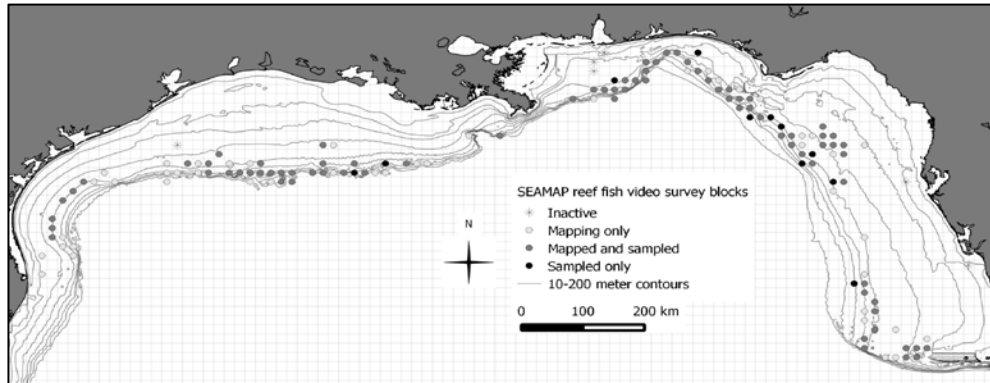 N
SEAMAP reef fish video survey blocks
Inactive
Mapping only
Mapped and sampled
Sampled only
10-200 meter contours
0 100 200 km